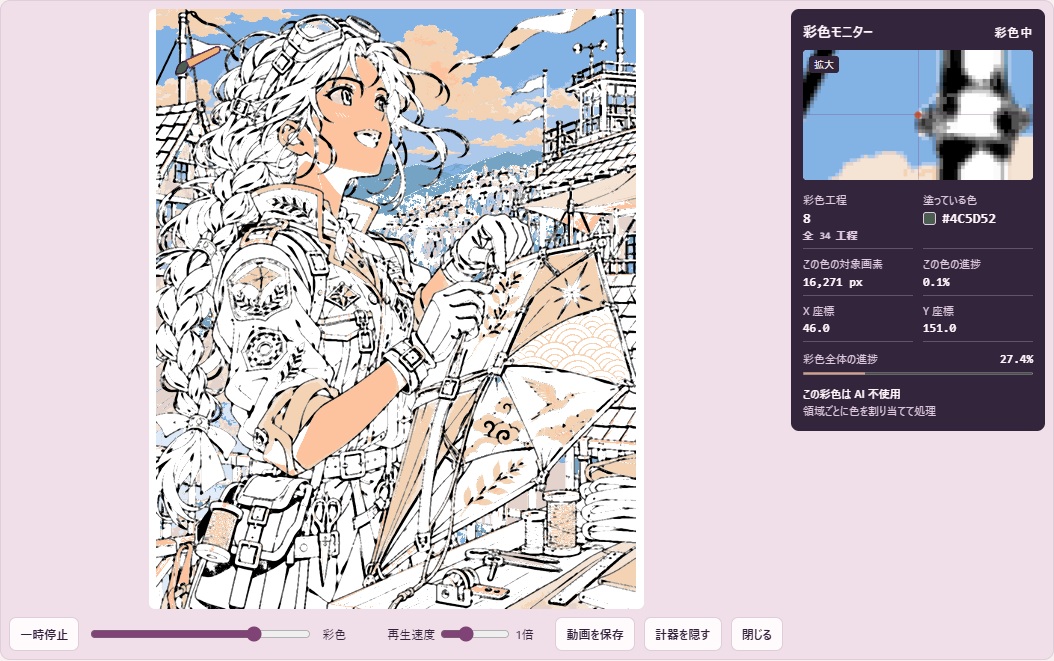 彩色モニター
彩色中
拡大
彩色工程
8
全 34 工程
塗っている色
#4C5D52
この色の対象画素
16,271 px
この色の進捗
0.1%
X 座標
46.0
Y 座標
151.0
彩色全体の進捗
27.4%
この彩色は AI 不使用
領域ごとに色を割り当てて処理
一時停止
彩色
再生速度
1倍
動画を保存
計器を隠す
閉じる